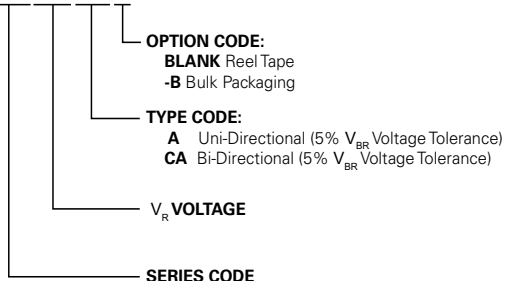 OPTION CODE:
BLANK Reel Tape
-B Bulk Packaging
TYPE CODE:
A Uni-Directional (5% VBR Voltage Tolerance)
CA Bi-Directional (5% VBR Voltage Tolerance)
VR VOLTAGE
SERIES CODE